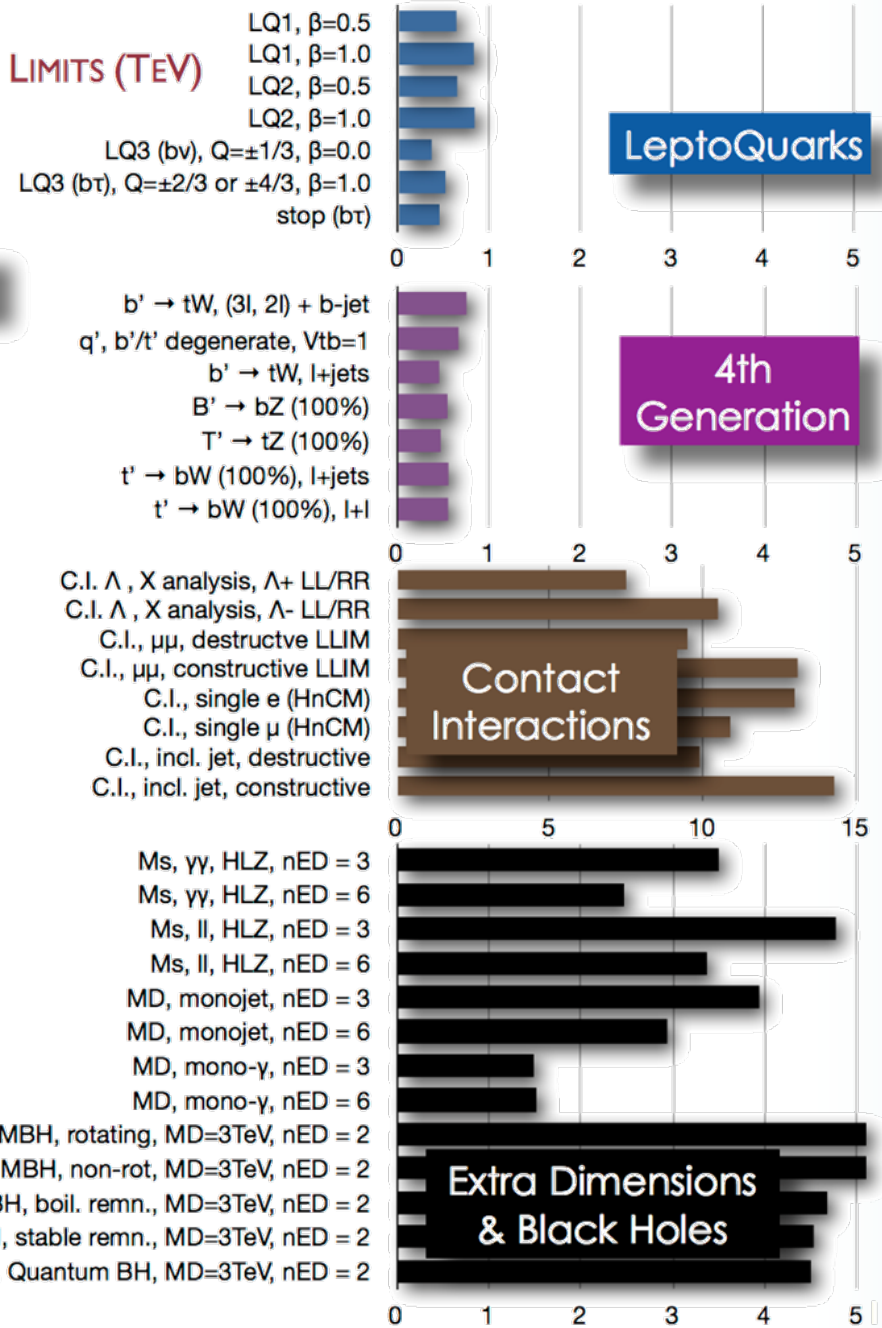 LIMITS (TEV)
LQ1, β=0.5
LQ1, β=1.0
LQ2, β=0.5
LQ2, β=1.0
LQ3 (bν), Q=±1/3, β=0.0
LQ3 (bτ), Q=±2/3 or ±4/3, β=1.0
stop (bτ)
LeptoQuarks
0 1 2 3 4 5
b’ → tW, (3l, 2l) + b-jet
q’, b’/t’ degenerate, Vtb=1
b’ → tW, l+jets
B’ → bZ (100%)
T’ → tZ (100%)
t’ → bW (100%), l+jets
t’ → bW (100%), l+l
4th
Generation
0 1 2 3 4 5
C.I. Λ , X analysis, Λ+ LL/RR
C.I. Λ , X analysis, Λ- LL/RR
C.I., μμ, destructve LLIM
C.I., μμ, constructive LLIM
C.I., single e (HnCM)
C.I., single μ (HnCM)
C.I., incl. jet, destructive
C.I., incl. jet, constructive
Contact
Interactions
0 5 10 15
Ms, γγ, HLZ, nED = 3
Ms, γγ, HLZ, nED = 6
Ms, ll, HLZ, nED = 3
Ms, ll, HLZ, nED = 6
MD, monojet, nED = 3
MD, monojet, nED = 6
MD, mono-γ, nED = 3
MD, mono-γ, nED = 6
MBH, rotating, MD=3TeV, nED = 2
MBH, non-rot, MD=3TeV, nED = 2
BH, boil. remn., MD=3TeV, nED = 2
, stable remn., MD=3TeV, nED = 2
Quantum BH, MD=3TeV, nED = 2
Extra Dimensions
& Black Holes
0 1 2 3 4 5